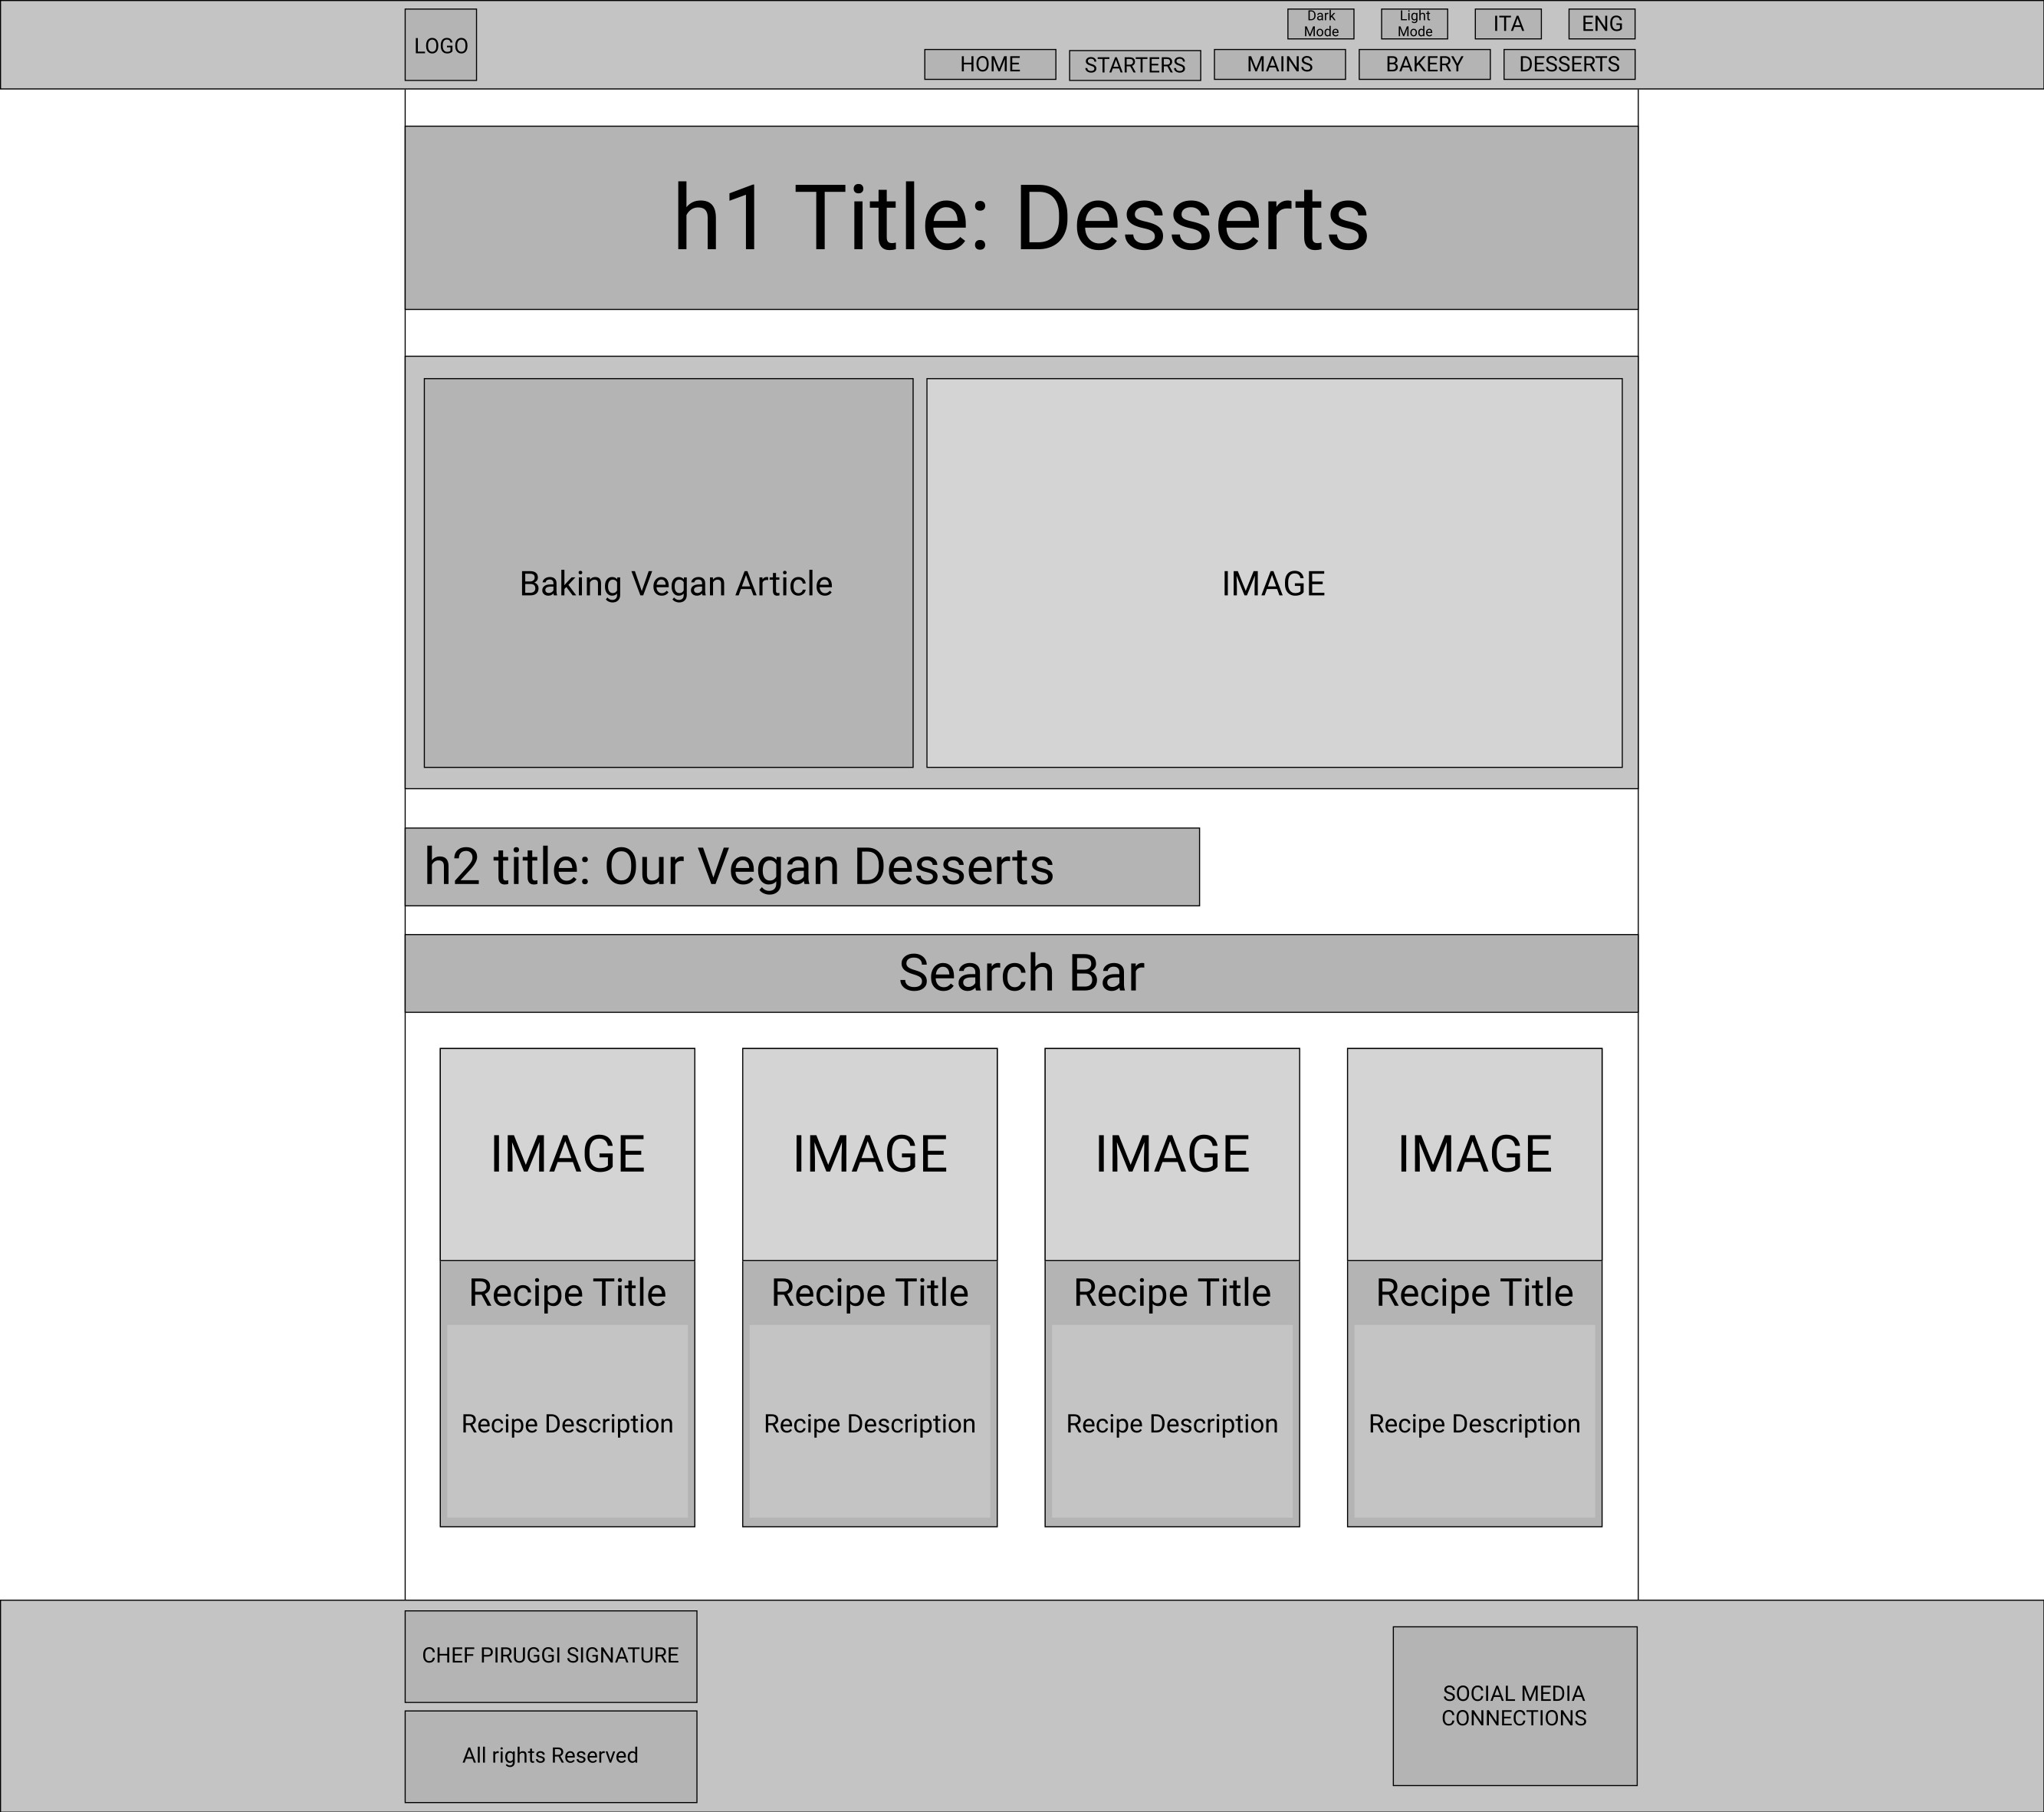 LOGO
Dark
Mode
Light
Mode
ITA
ENG
HOME
STARTERS
MAINS
BAKERY
DESSERTS
h1 Title: Desserts
Baking Vegan Article
IMAGE
h2 title: Our Vegan Desserts
Search Bar
IMAGE
Recipe Title
Recipe Description
IMAGE
Recipe Title
Recipe Description
IMAGE
Recipe Title
Recipe Description
IMAGE
Recipe Title
Recipe Description
CHEF PIRUGGI SIGNATURE
All rights Reserved
SOCIAL MEDIA
CONNECTIONS